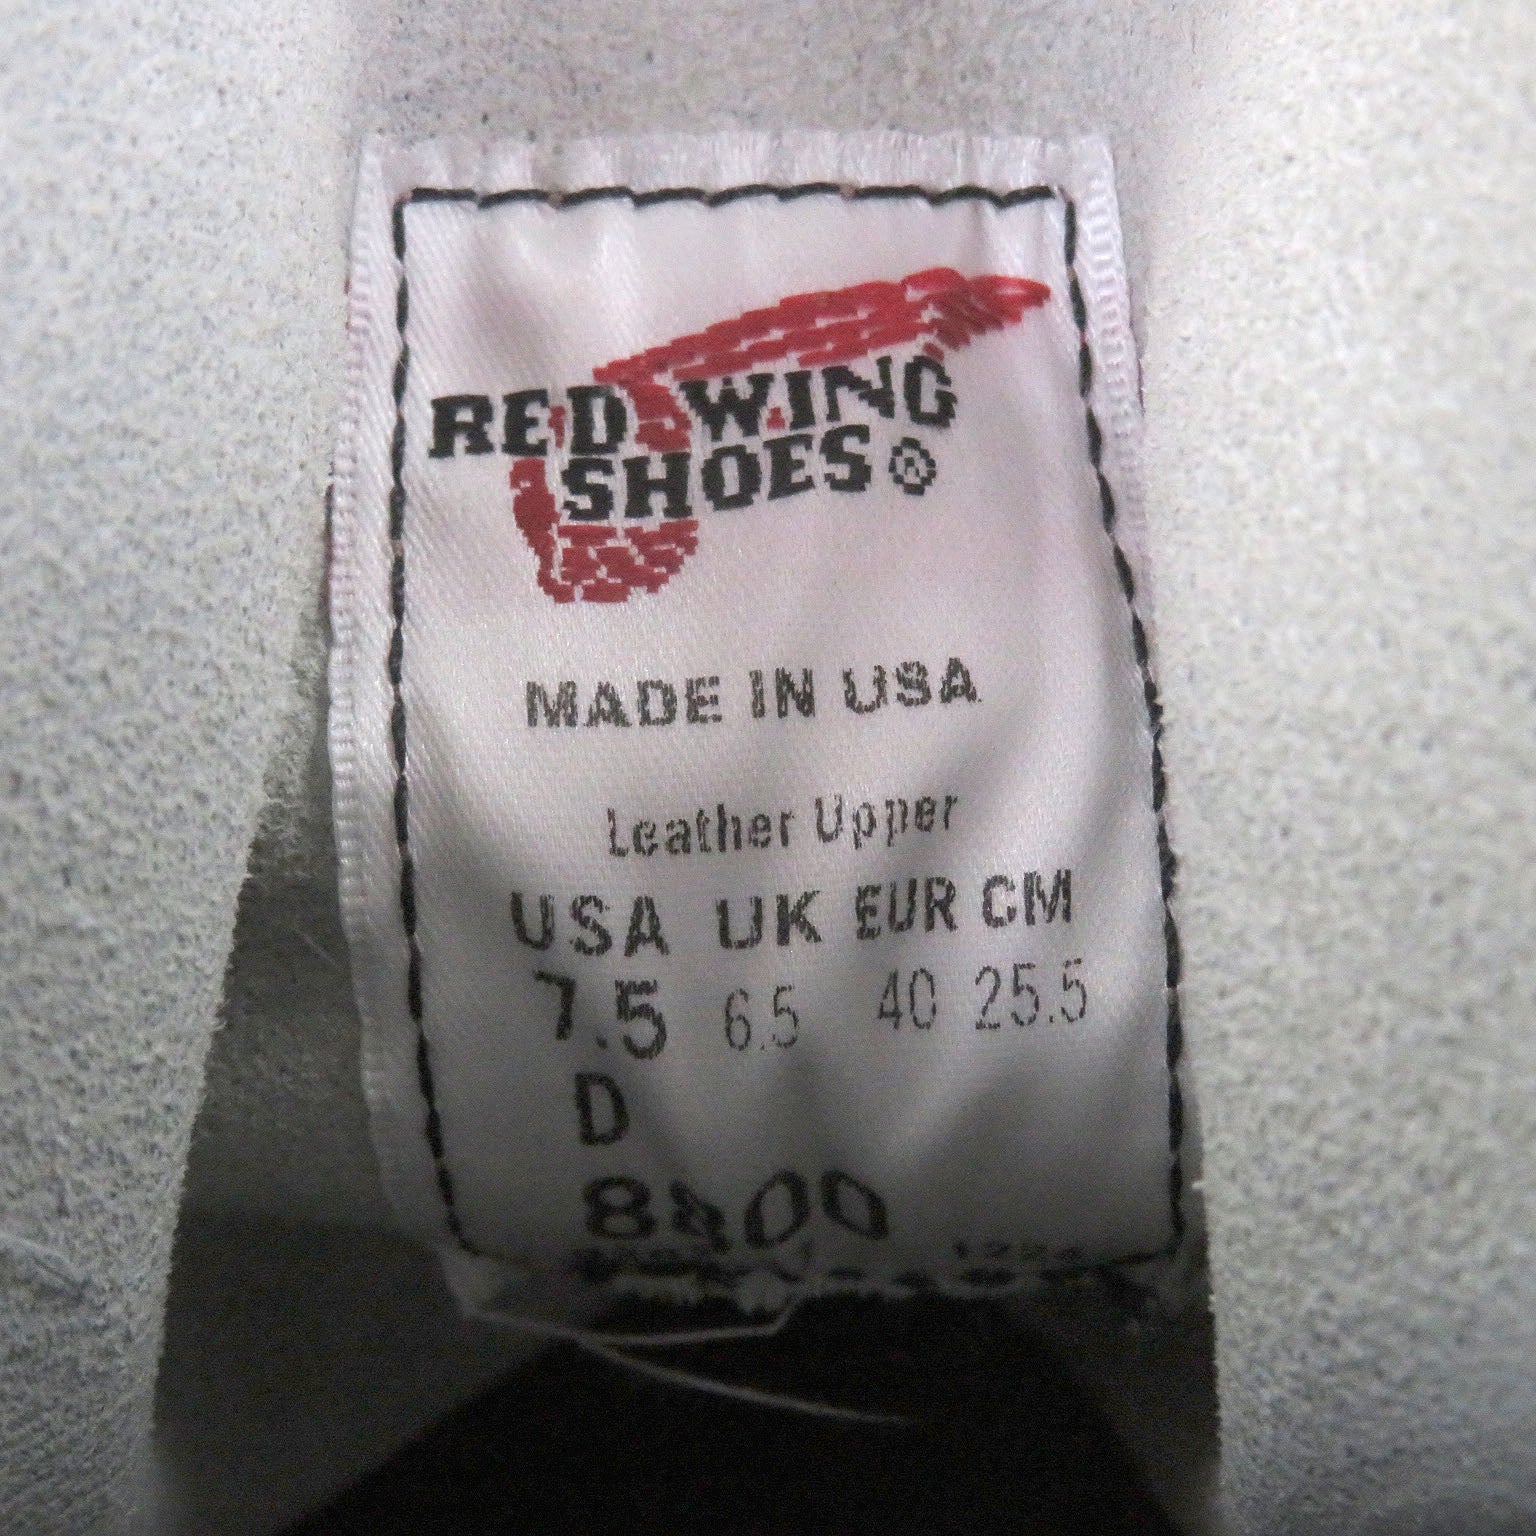 RED WING
SHOES®
MADE IN USA
Leather Upper
USA UK EUR CM
7.5 6.5 40 25.5
D